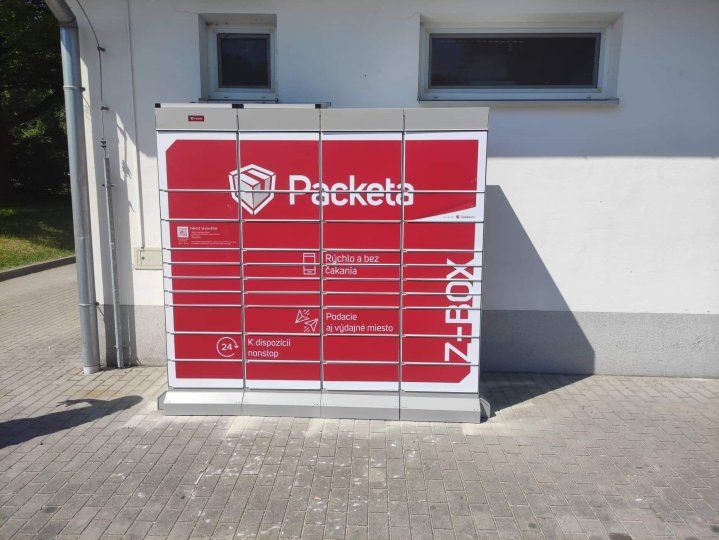 Packeta
Rýchlo a bez
čakania
Podacie
aj výdajné miesto
24
K dispozícii
nonstop
Z-BOX